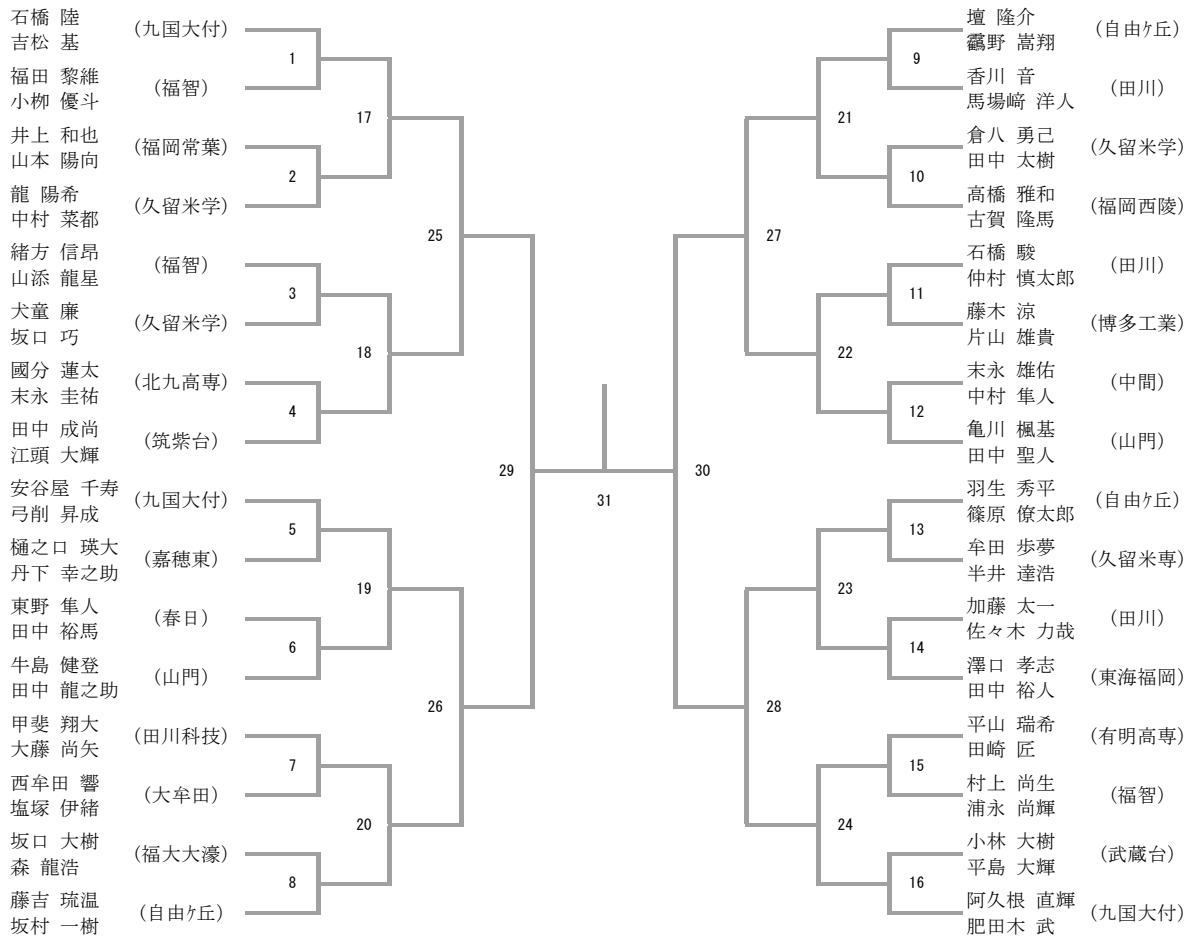 石橋 陸
吉松 基
(九国大付)
1
福田 黎維
小栁 優斗
(福智)
17
井上 和也
山本 陽向
(福岡常葉)
2
龍 陽希
中村 菜都
(久留米学)
25
緒方 信昂
山添 龍星
(福智)
3
犬童 廉
坂口 巧
(久留米学)
18
國分 蓮太
末永 圭祐
(北九高専)
4
田中 成尚
江頭 大輝
(筑紫台)
29
安谷屋 千寿
弓削 昇成
(九国大付)
5
樋之口 瑛大
丹下 幸之助
(嘉穂東)
19
東野 隼人
田中 裕馬
(春日)
6
牛島 健登
田中 龍之助
(山門)
26
甲斐 翔大
大藤 尚矢
(田川科技)
7
西牟田 響
塩塚 伊緒
(大牟田)
20
坂口 大樹
森 龍浩
(福大大濠)
8
藤吉 琉温
坂村 一樹
(自由ケ丘)
31
壇 隆介
靍野 嵩翔
(自由ケ丘)
9
香川 音
馬場﨑 洋人
(田川)
21
倉八 勇己
田中 太樹
(久留米学)
10
高橋 雅和
古賀 隆馬
(福岡西陵)
27
石橋 駿
仲村 慎太郎
(田川)
11
藤木 涼
片山 雄貴
(博多工業)
22
末永 雄佑
中村 隼人
(中間)
12
亀川 楓基
田中 聖人
(山門)
30
羽生 秀平
篠原 僚太郎
(自由ケ丘)
13
牟田 歩夢
半井 達浩
(久留米専)
23
加藤 太一
佐々木 力哉
(田川)
14
澤口 孝志
田中 裕人
(東海福岡)
28
平山 瑞希
田崎 匠
(有明高専)
15
村上 尚生
浦永 尚輝
(福智)
24
小林 大樹
平島 大輝
(武蔵台)
16
阿久根 直輝
肥田木 武
(九国大付)